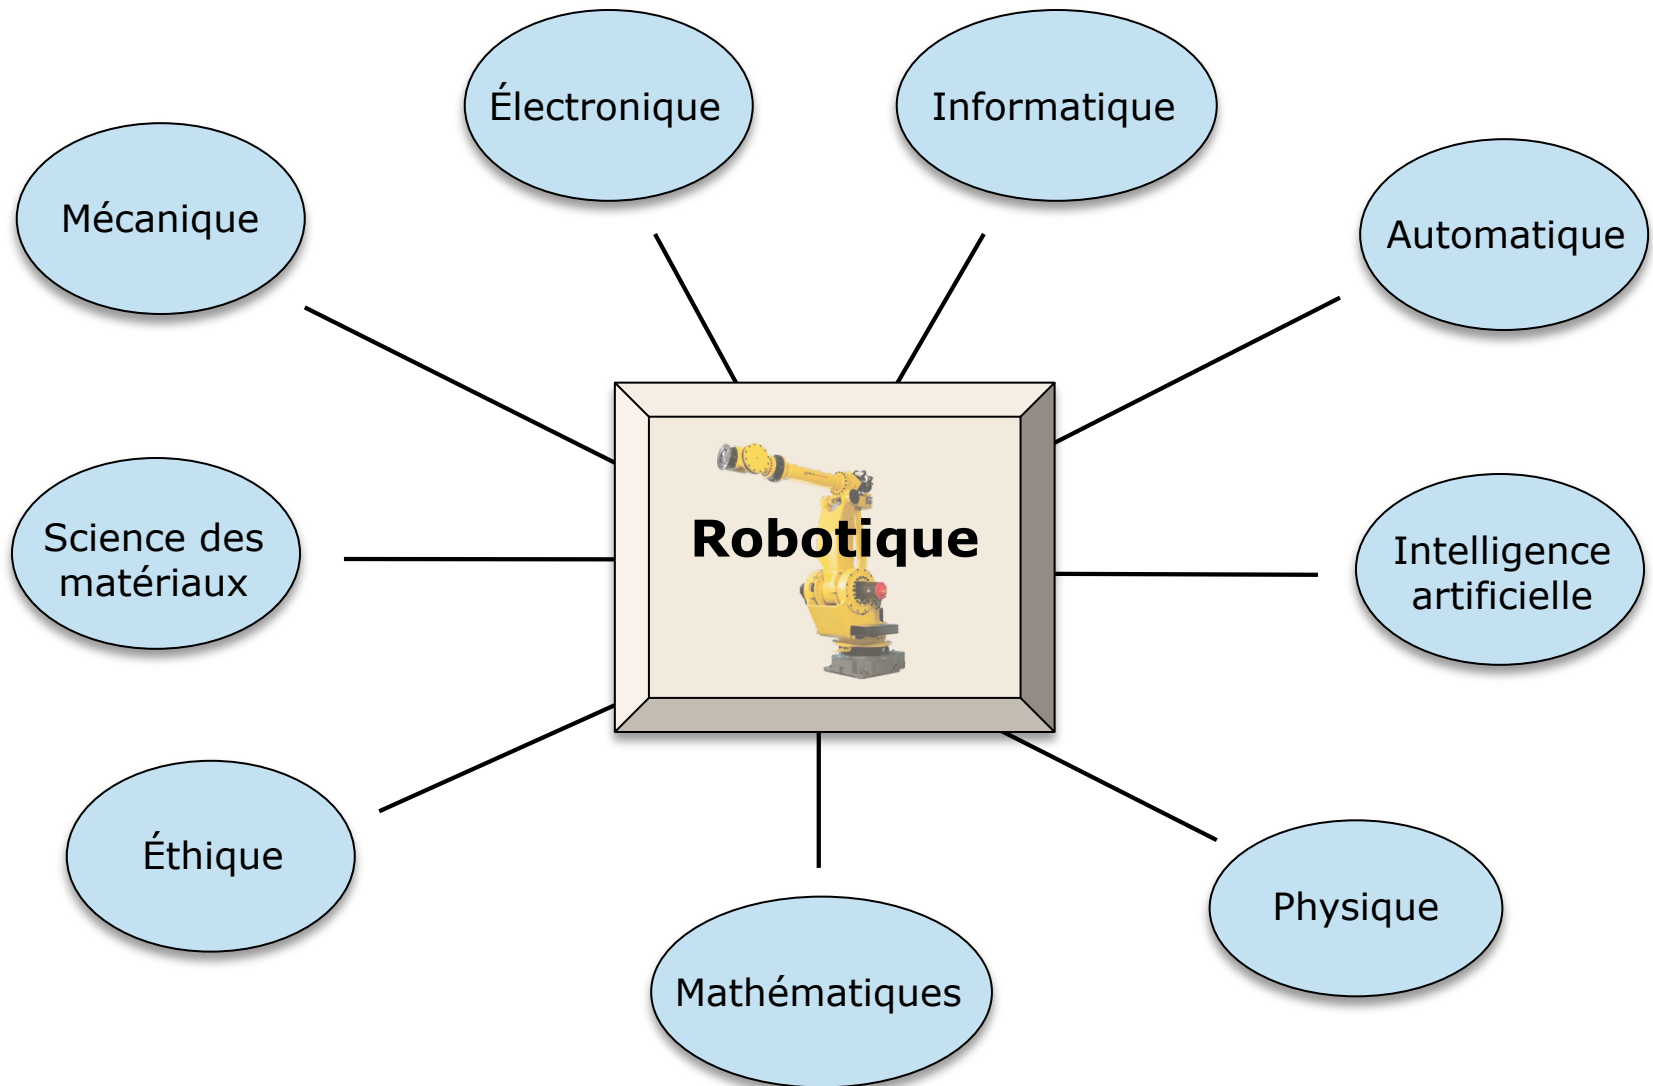 Électronique
Informatique
Mécanique
Automatique
Robotique
Science des
matériaux
Intelligence
artificielle
Éthique
Physique
Mathématiques